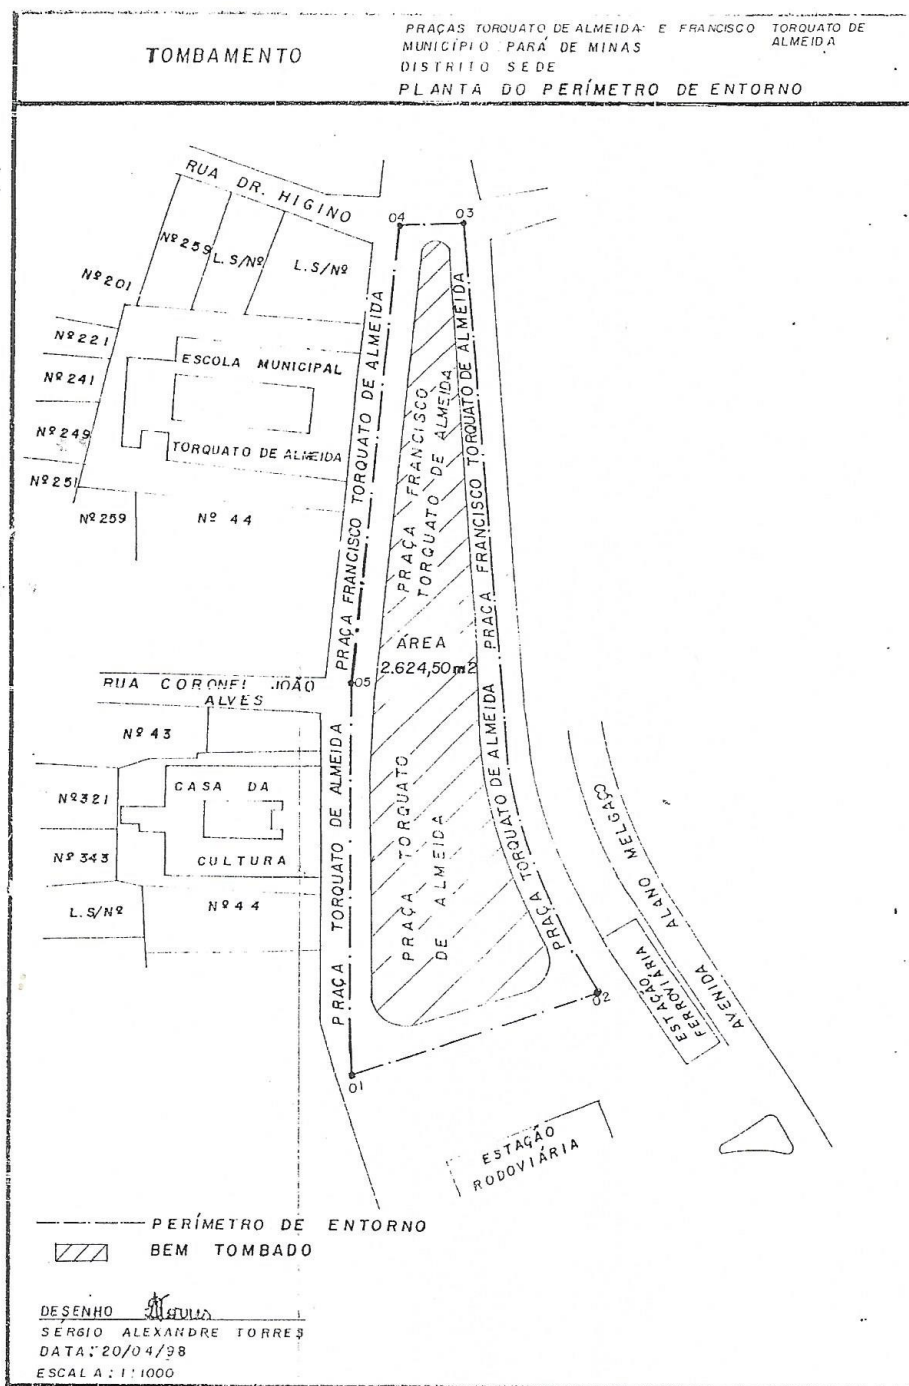 TOMBAMENTO
PRAÇAS TORQUATO DE ALMEIDA E FRANCISCO TORQUATO DE ALMEIDA
MUNICÍPIO PARÁ DE MINAS
DISTRITO SEDE
PLANTA DO PERÍMETRO DE ENTORNO
RUA DR. HIGINO
04
03
Nº 259
L. S/Nº
L. S/Nº
Nº 201
Nº 221
ESCOLA MUNICIPAL
Nº 241
Nº 249
TORQUATO DE ALMEIDA
Nº 251
Nº 259
Nº 44
PRAÇA FRANCISCO TORQUATO DE ALMEIDA
PRAÇA FRANCISCO
TORQUATO DE ALMEIDA
PRAÇA FRANCISCO TORQUATO DE ALMEIDA
ÁREA
2.624,50m2
RUA CORONEL JOÃO
ALVES
05
Nº 43
CASA DA
Nº 321
CULTURA
Nº 343
L. S/Nº
Nº 44
PRAÇA TORQUATO DE ALMEIDA
PRAÇA TORQUATO
DE ALMEIDA
PRAÇA TORQUATO DE ALMEIDA
AVENIDA ALANO MELGAÇO
ESTAÇÃO
FERROVIÁRIA
02
01
ESTAÇÃO
RODOVIÁRIA
PERÍMETRO DE ENTORNO
BEM TOMBADO
DESENHO
SÉRGIO ALEXANDRE TORRES
DATA: 20/04/98
ESCALA: 1:1000